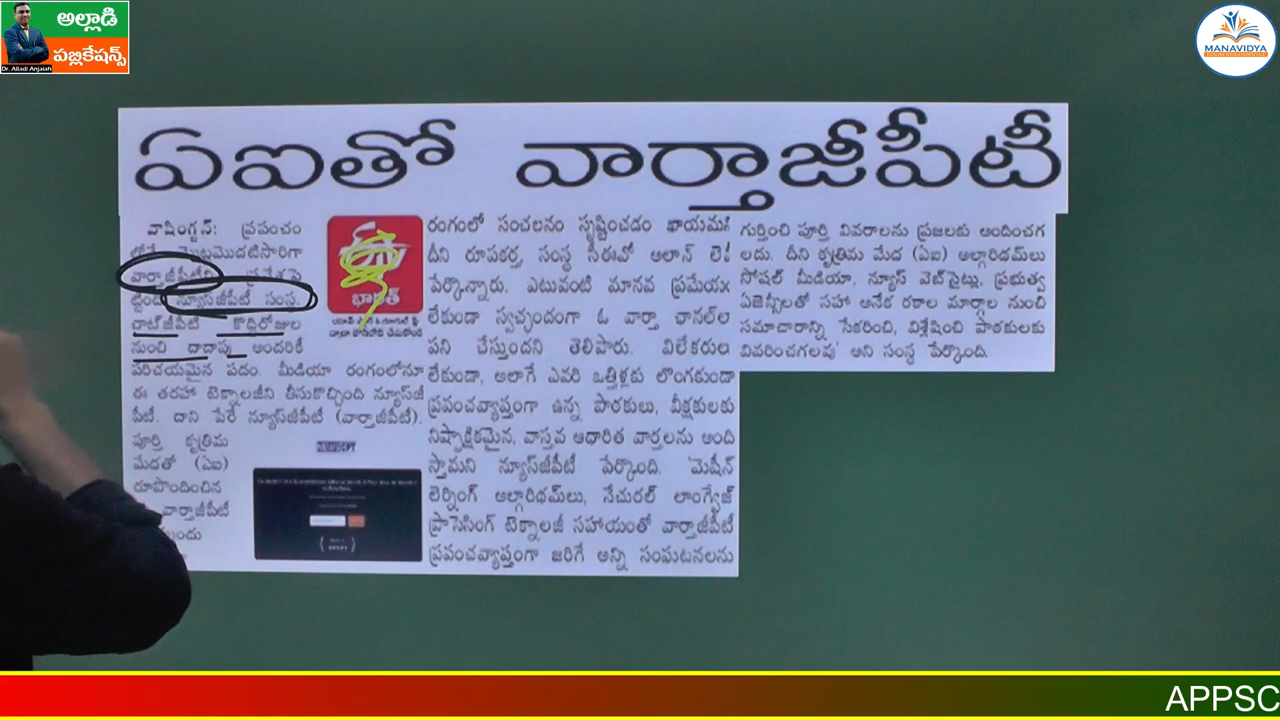 అల్లాడి
పబ్లికేషన్స్
Dr. Alladi Anjaiah
MANAVIDYA
ఏఐతో వార్తాజీపీటీ
వాషింగ్టన్: ప్రపంచం
మొట్టమొదటిసారిగా
వార్తాజీపీటీని
న్యూస్‌జీపీటీ సంస్థ.
చాట్‌జీపీటీ కొద్దిరోజుల
నుంచి దాదాపు అందరికీ
పరిచయమైన పదం. మీడియా రంగంలోనూ
ఈ తరహా టెక్నాలజీని తీసుకొచ్చింది న్యూస్‌జీ
పీటీ. దాని పేరే న్యూస్‌జీపీటీ (వార్తాజీపీటీ).
పూర్తి కృత్రిమ
మేదతో (ఏఐ)
రూపొందించిన
వార్తాజీపీటీ
భారత్
NEWSGPT
రంగంలో సంచలనం సృష్టించడం ఖాయమని
దీని రూపకర్త, సంస్థ సీఈవో అలాన్ లెవీ
పేర్కొన్నారు. ఎటువంటి మానవ ప్రమేయం
లేకుండా స్వచ్ఛందంగా ఓ వార్తా ఛానల్‌లా
పని చేస్తుందని తెలిపారు. విలేకరులు
లేకుండా, అలాగే ఎవరి ఒత్తిళ్లకు లొంగకుండా
ప్రపంచవ్యాప్తంగా ఉన్న పాఠకులు, వీక్షకులకు
నిష్పాక్షికమైన, వాస్తవ ఆధారిత వార్తలను అంది
స్తామని న్యూస్‌జీపీటీ పేర్కొంది. 'మెషీన్
లెర్నింగ్ అల్గారిథమ్‌లు, నేచురల్ లాంగ్వేజ్
ప్రాసెసింగ్ టెక్నాలజీ సహాయంతో వార్తాజీపీటీ
ప్రపంచవ్యాప్తంగా జరిగే అన్ని సంఘటనలను
గుర్తించి పూర్తి వివరాలను ప్రజలకు అందించగ
లదు. దీని కృత్రిమ మేద (ఏఐ) అల్గారిథమ్‌లు
సోషల్ మీడియా, న్యూస్ వెబ్‌సైట్లు, ప్రభుత్వ
ఏజెన్సీలతో సహా అనేక రకాల మార్గాల నుంచి
సమాచారాన్ని సేకరించి, విశ్లేషించి పాఠకులకు
వివరించగలవు' అని సంస్థ పేర్కొంది.
APPSC